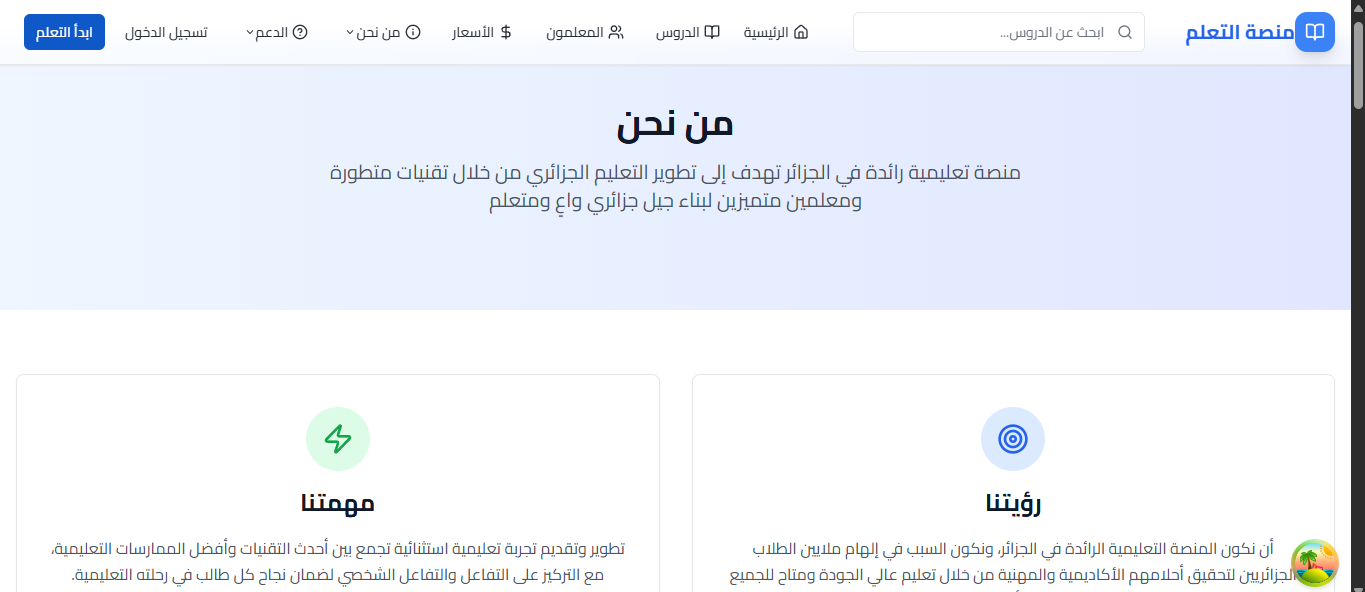 منصة التعلم
ابحث عن الدروس...
الرئيسية
الدروس
المعلمون
الأسعار
من نحن
الدعم
تسجيل الدخول
ابدأ التعلم
من نحن
منصة تعليمية رائدة في الجزائر تهدف إلى تطوير التعليم الجزائري من خلال تقنيات متطورة
ومعلمين متميزين لبناء جيل جزائري واعٍ ومتعلم
رؤيتنا
أن نكون المنصة التعليمية الرائدة في الجزائر، ونكون السبب في إلهام ملايين الطلاب
الجزائريين لتحقيق أحلامهم الأكاديمية والمهنية من خلال تعليم عالي الجودة ومتاح للجميع
مهمتنا
تطوير وتقديم تجربة تعليمية استثنائية تجمع بين أحدث التقنيات وأفضل الممارسات التعليمية،
مع التركيز على التفاعل والتفاعل الشخصي لضمان نجاح كل طالب في رحلته التعليمية.